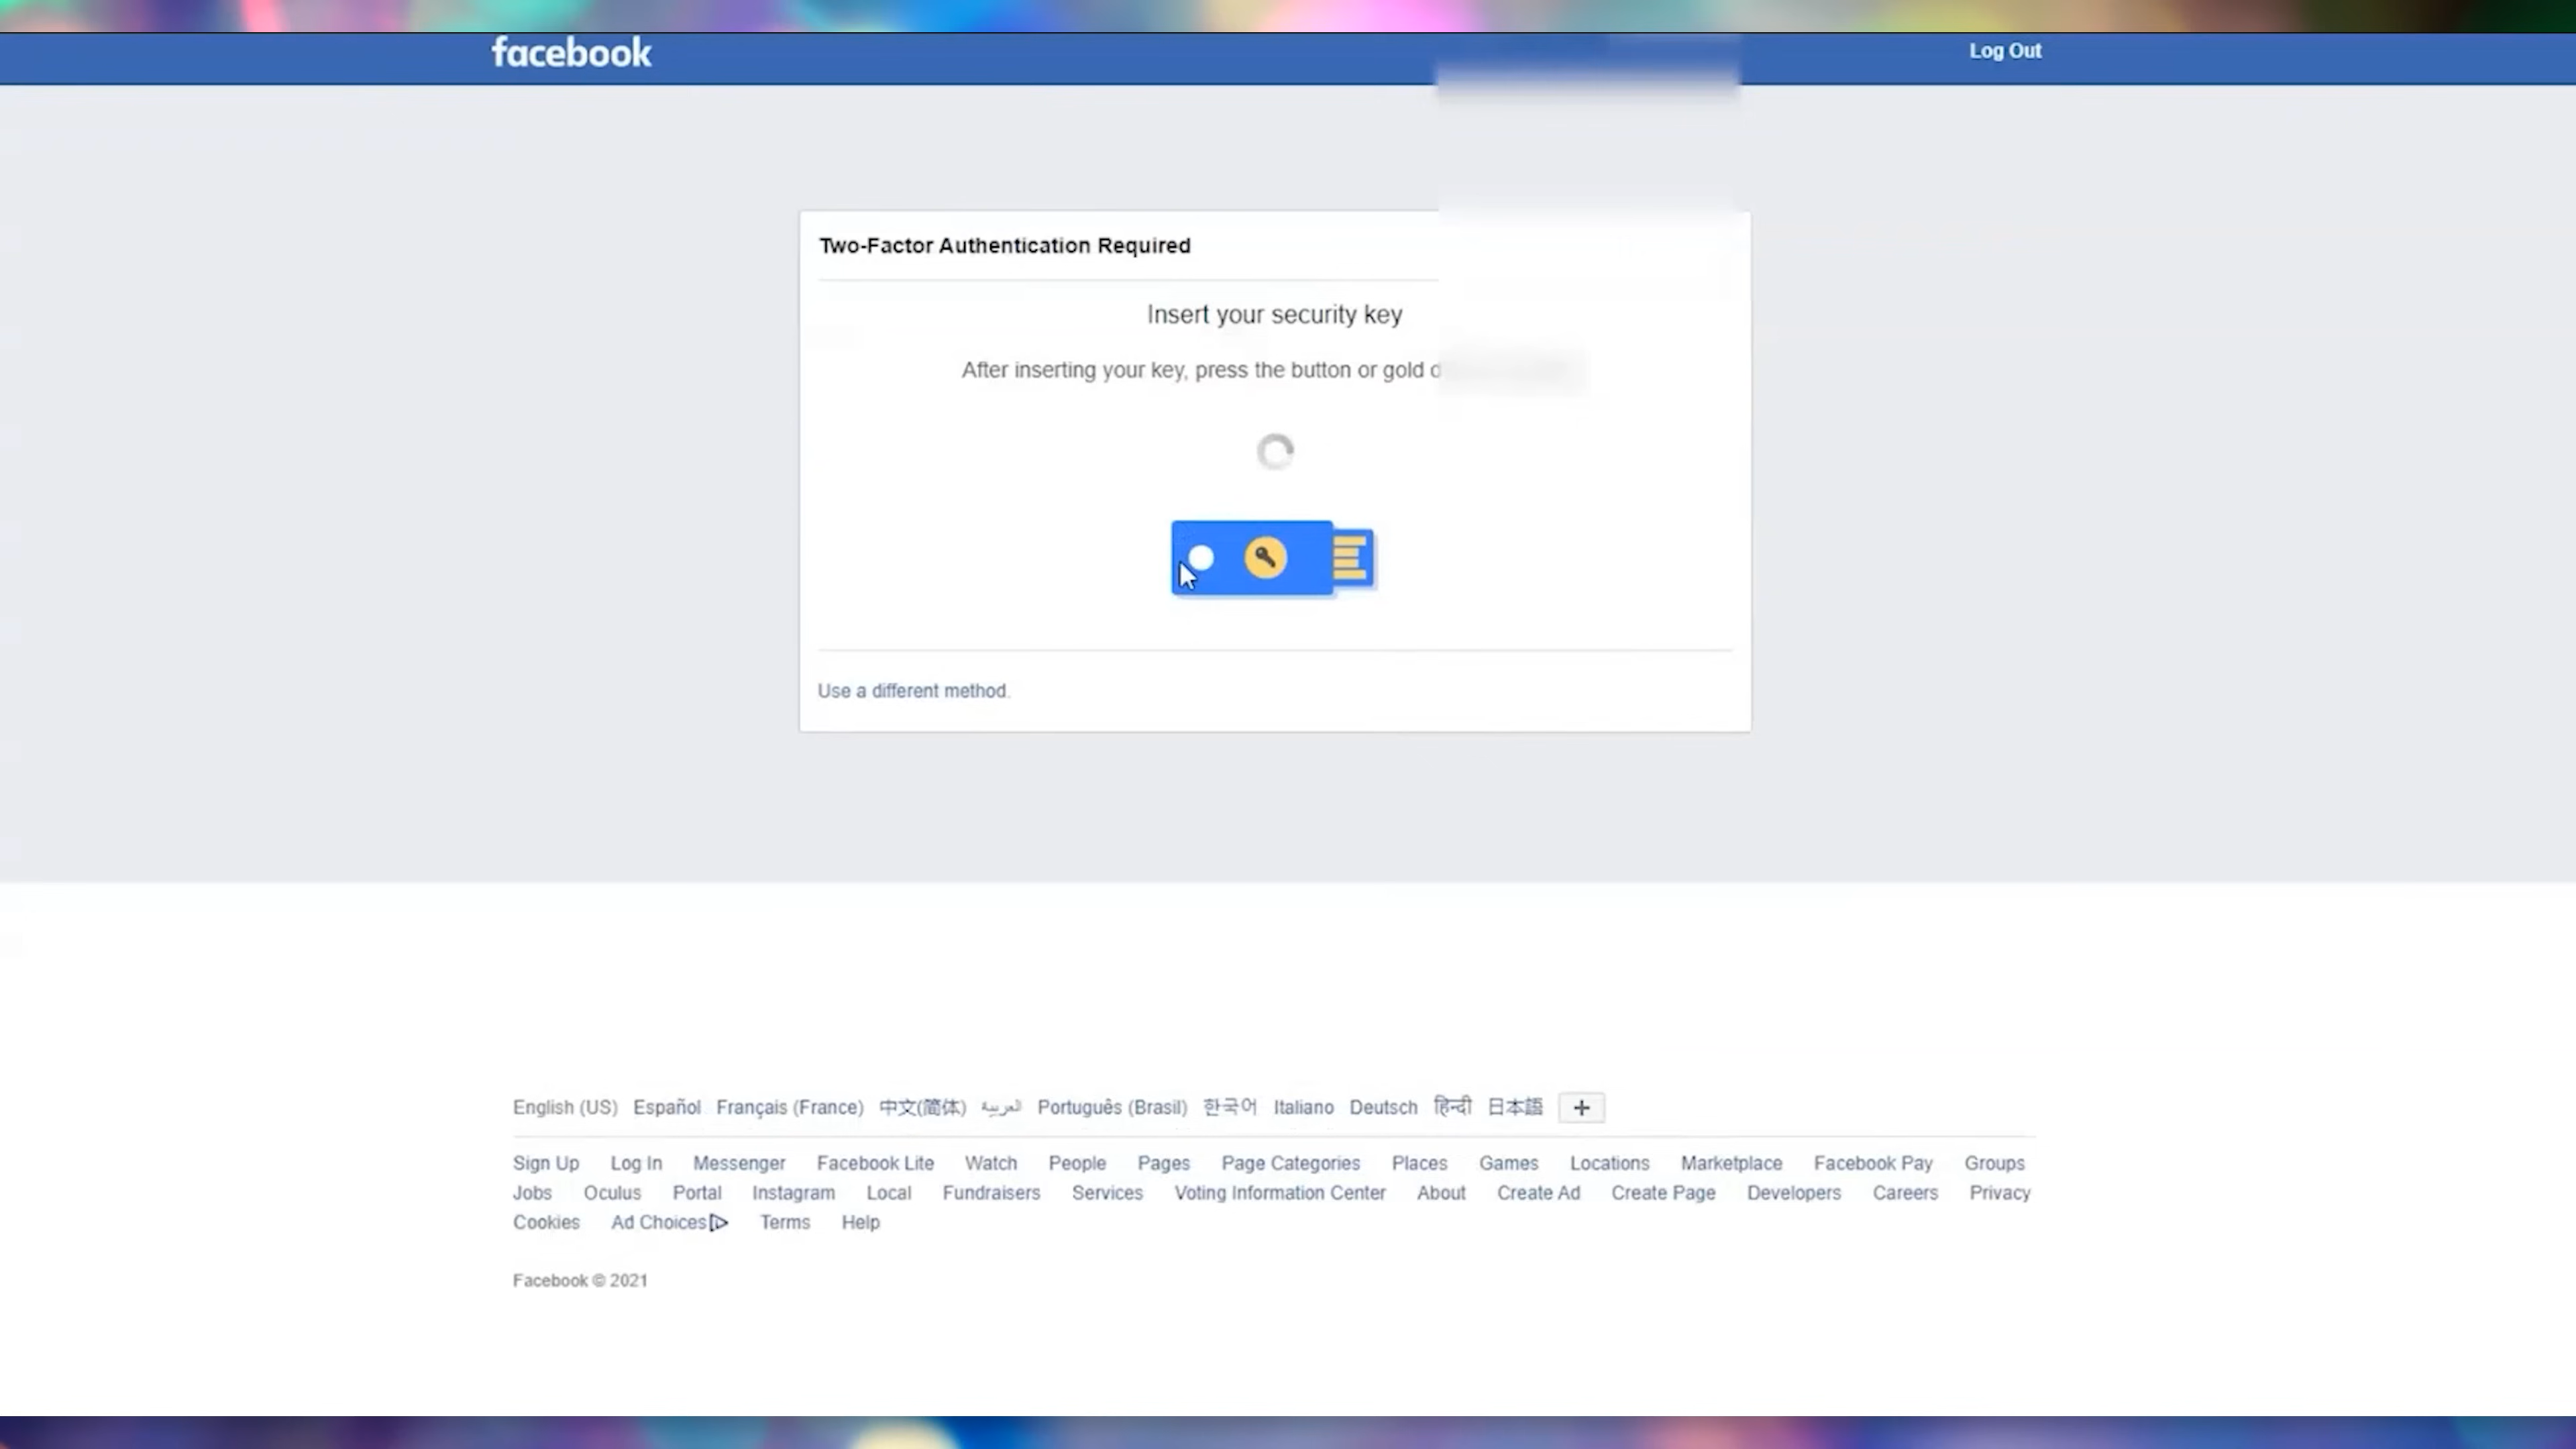 facebook
Log Out
Two-Factor Authentication Required
Insert your security key
After inserting your key, press the button or gold
Use a different method.
English (US) Español Français (France) 中文(简体) العربية Português (Brasil) 한국어 Italiano Deutsch हिन्दी 日本語 +
Sign Up Log In Messenger Facebook Lite Watch People Pages Page Categories Places Games Locations Marketplace Facebook Pay Groups
Jobs Oculus Portal Instagram Local Fundraisers Services Voting Information Center About Create Ad Create Page Developers Careers Privacy
Cookies Ad Choices Terms Help
Facebook © 2021